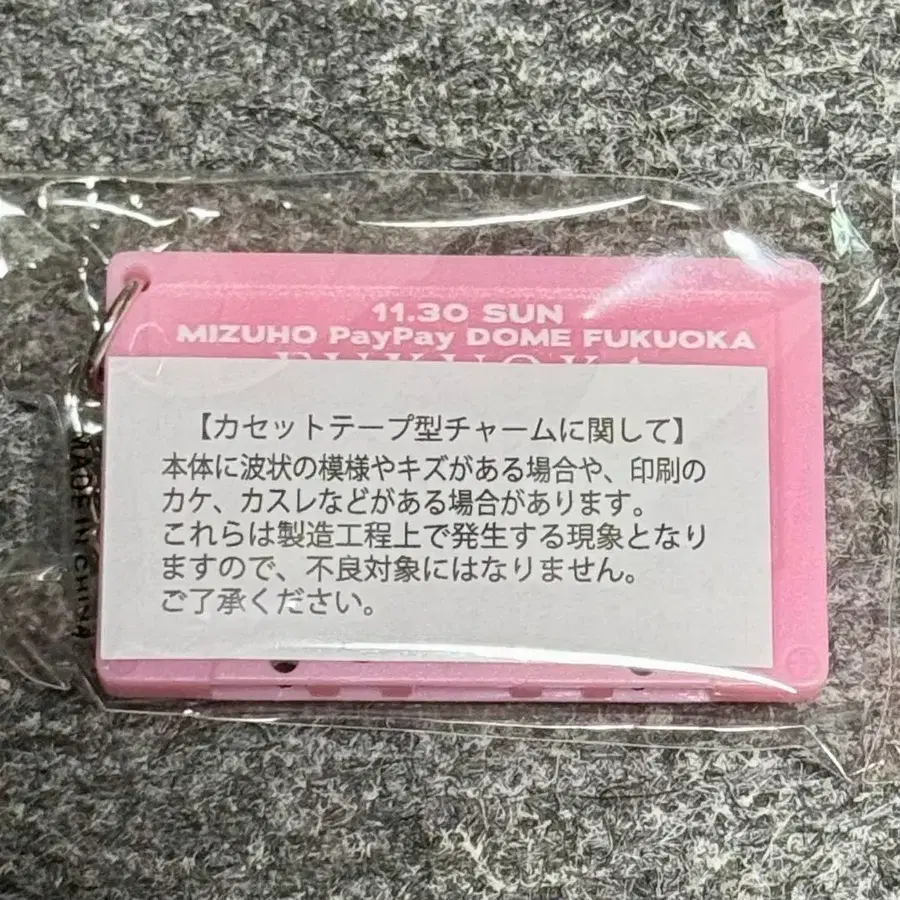 11.30 SUN
MIZUHO PayPay DOME FUKUOKA
FUKUOKA
【カセットテープ型チャームに関して】
本体に波状の模様やキズがある場合や、印刷の
カケ、カスレなどがある場合があります。
これらは製造工程上で発生する現象となり
ますので、不良対象にはなりません。
ご了承ください。
MADE IN CHINA